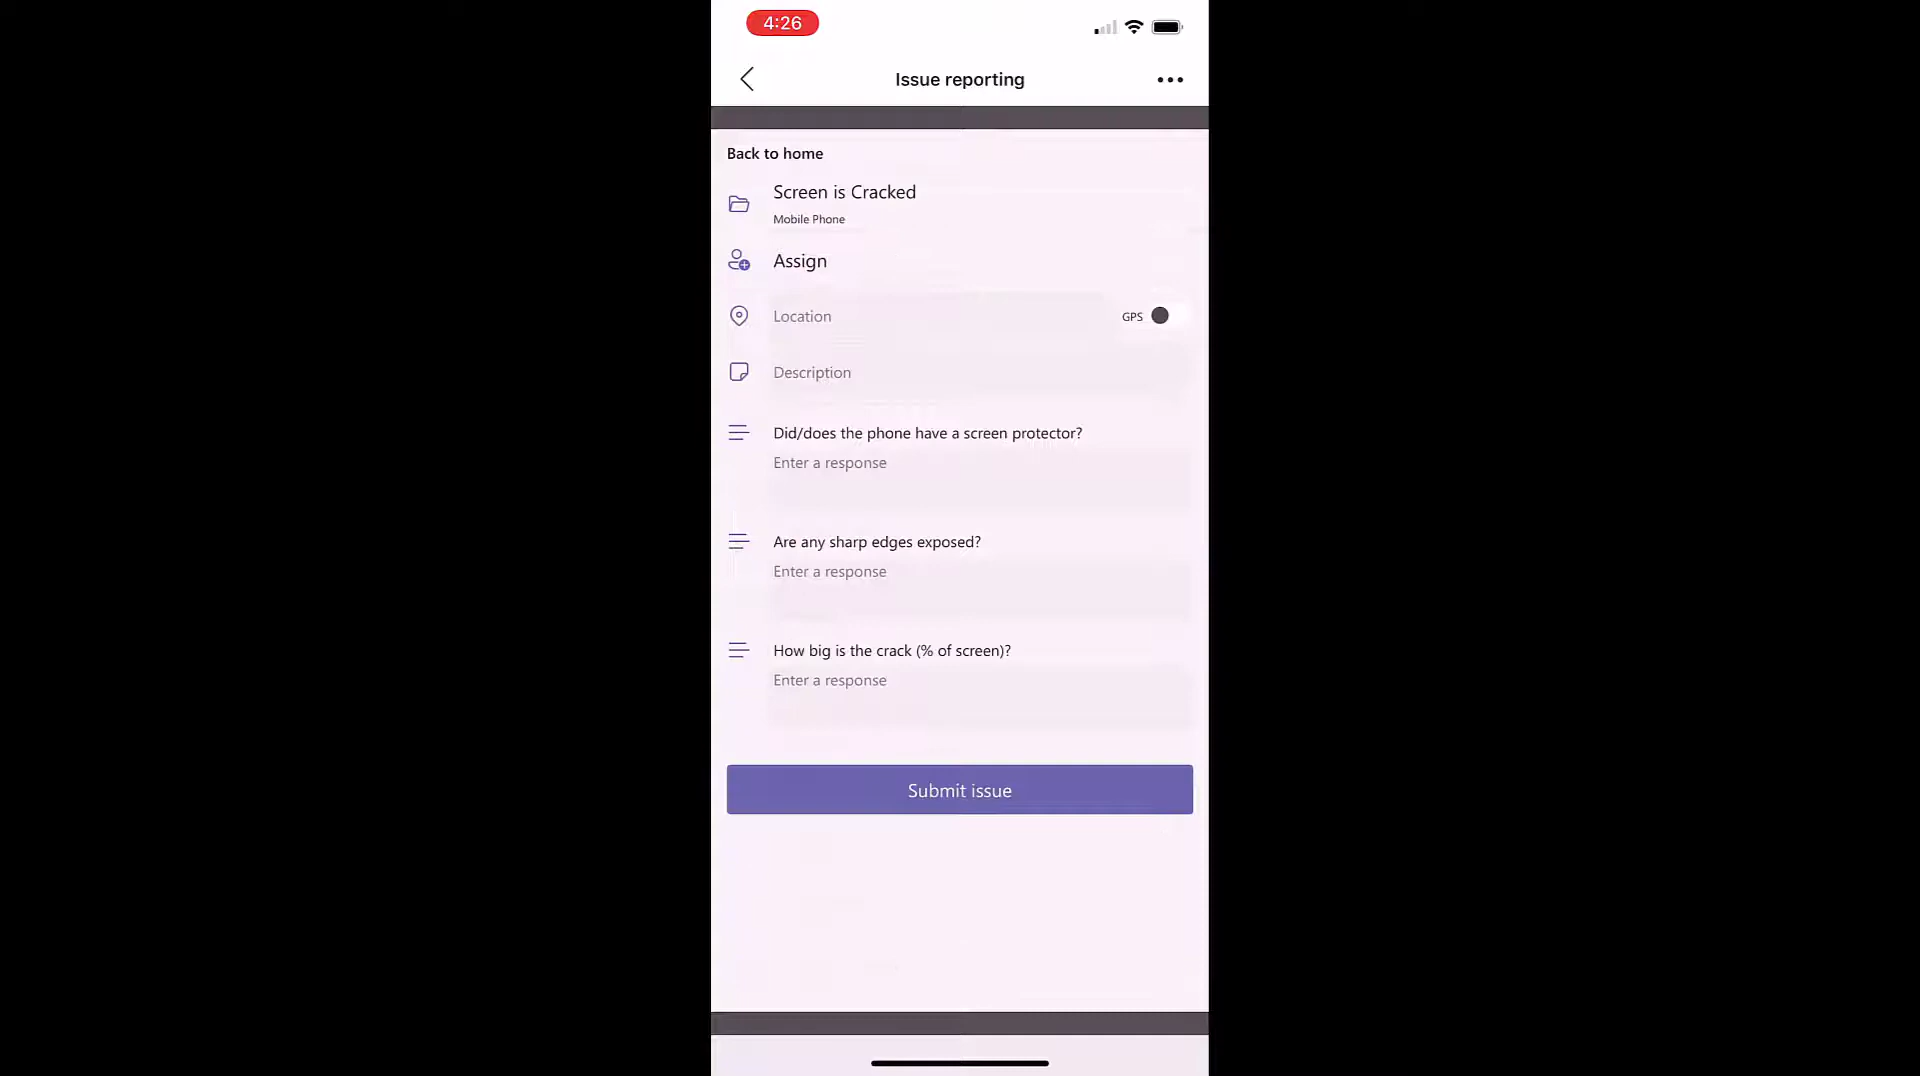 4:26
Issue reporting
Back to home
Screen is Cracked
Mobile Phone
Assign
Location GPS
Description
Did/does the phone have a screen protector?
Enter a response
Are any sharp edges exposed?
Enter a response
How big is the crack (% of screen)?
Enter a response
Submit issue